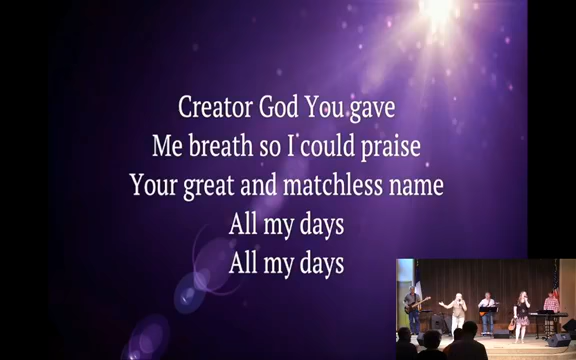 Creator God You gave
Me breath so I could praise
Your great and matchless name
All my days
All my days